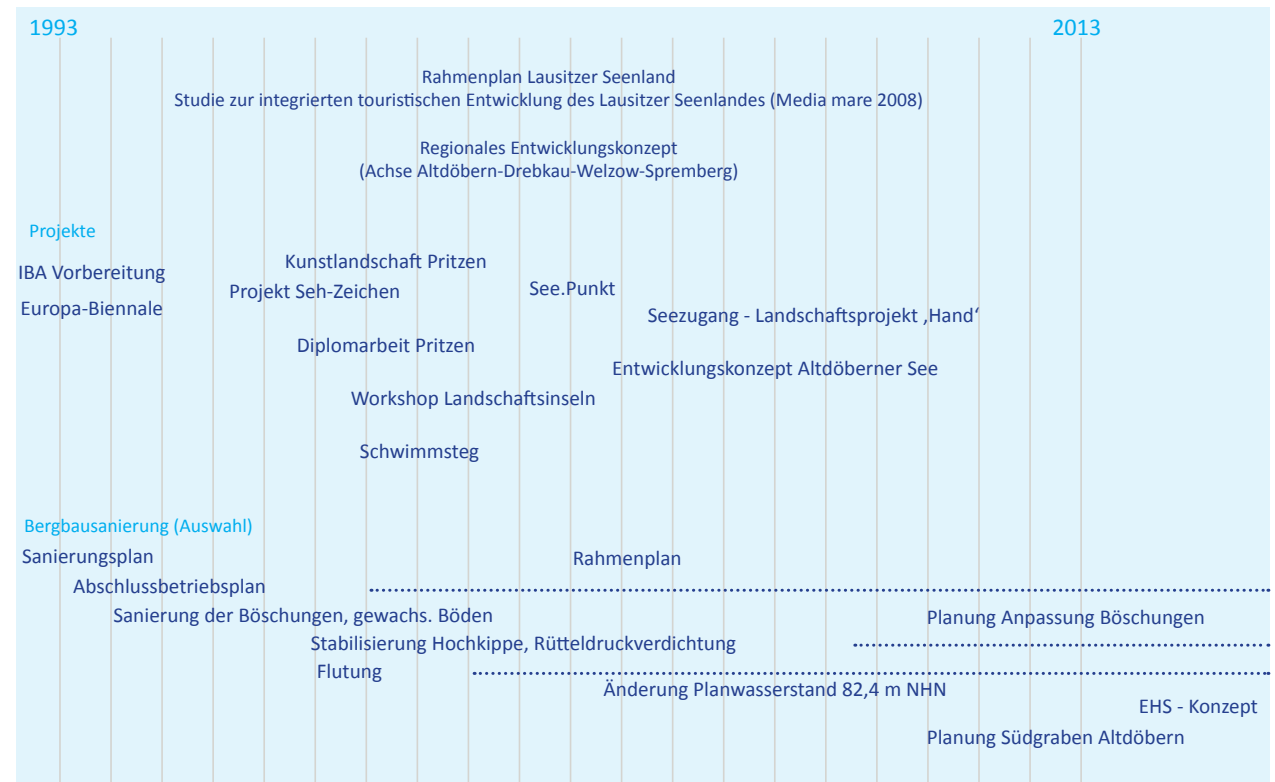 1993
2013
Rahmenplan Lausitzer Seenland
Studie zur integrierten touristischen Entwicklung des Lausitzer Seenlandes (Media mare 2008)
Regionales Entwicklungskonzept
(Achse Altdöbern-Drebkau-Welzow-Spremberg)
Projekte
IBA Vorbereitung
Kunstlandschaft Pritzen
Projekt Seh-Zeichen
See.Punkt
Europa-Biennale
Seezugang - Landschaftsprojekt ‚Hand‘
Diplomarbeit Pritzen
Entwicklungskonzept Altdöberner See
Workshop Landschaftsinseln
Schwimmsteg
Bergbausanierung (Auswahl)
Sanierungsplan
Rahmenplan
Abschlussbetriebsplan
Sanierung der Böschungen, gewachs. Böden
Planung Anpassung Böschungen
Stabilisierung Hochkippe, Rütteldruckverdichtung
Flutung
Änderung Planwasserstand 82,4 m NHN
EHS - Konzept
Planung Südgraben Altdöbern